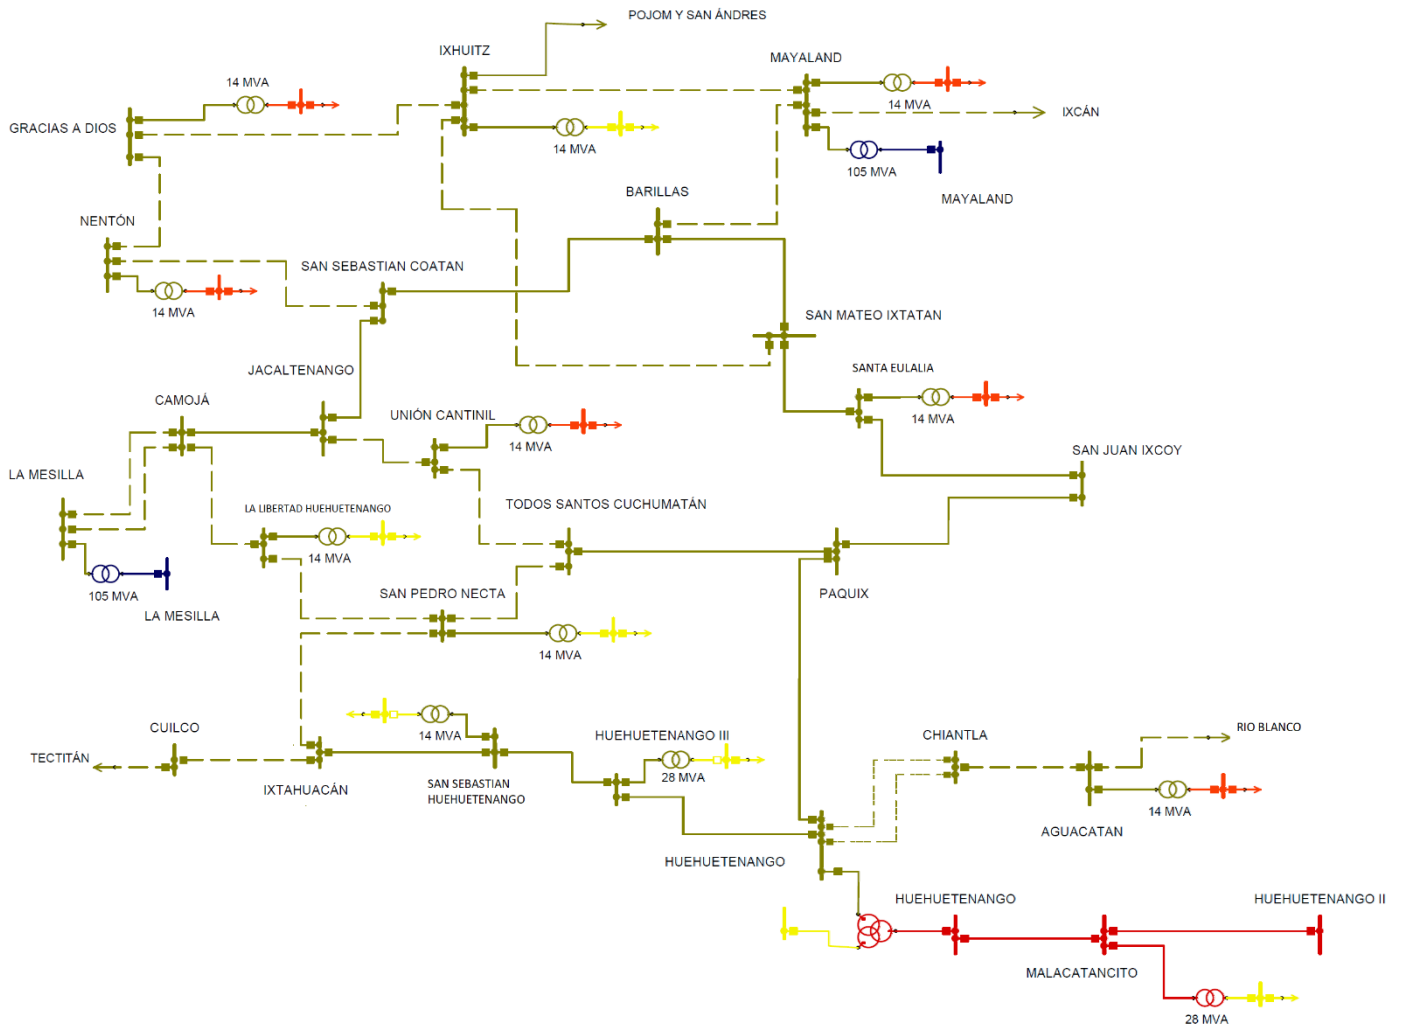 POJOM Y SAN ÁNDRES
IXHUITZ
MAYALAND
14 MVA
14 MVA
GRACIAS A DIOS
IXCÁN
14 MVA
105 MVA
BARILLAS
MAYALAND
NENTÓN
SAN SEBASTIAN COATAN
14 MVA
SAN MATEO IXTATAN
JACALTENANGO
SANTA EULALIA
CAMOJÁ
UNIÓN CANTINIL
14 MVA
14 MVA
SAN JUAN IXCOY
LA MESILLA
TODOS SANTOS CUCHUMATÁN
LA LIBERTAD HUEHUETENANGO
14 MVA
105 MVA
SAN PEDRO NECTA
PAQUIX
LA MESILLA
14 MVA
CUILCO
RIO BLANCO
14 MVA
HUEHUETENANGO III
CHIANTLA
TECTITÁN
28 MVA
SAN SEBASTIAN
HUEHUETENANGO
IXTAHUACÁN
14 MVA
AGUACATAN
HUEHUETENANGO
HUEHUETENANGO
HUEHUETENANGO II
MALACATANCITO
28 MVA